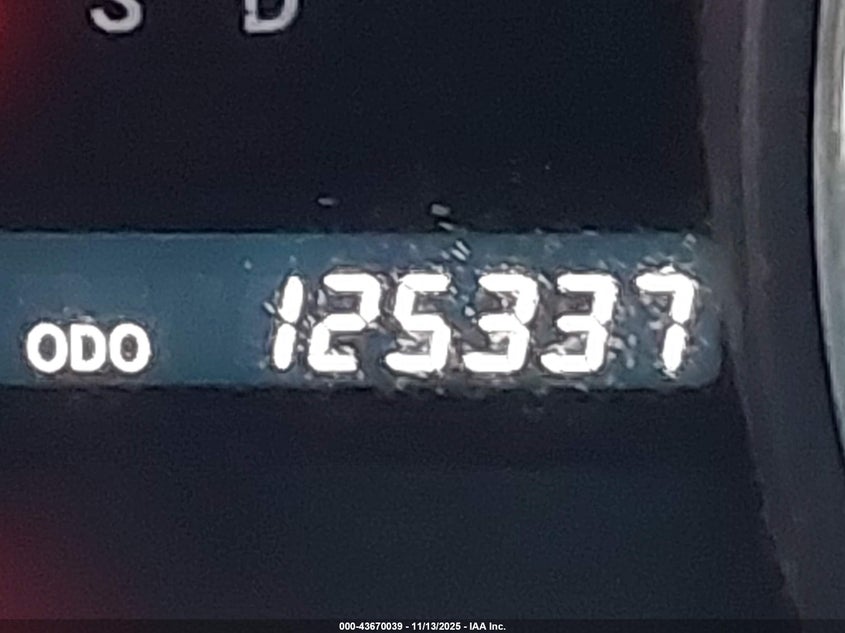 S D
ODO 125337
000-43670039 - 11/13/2025 - IAA Inc.